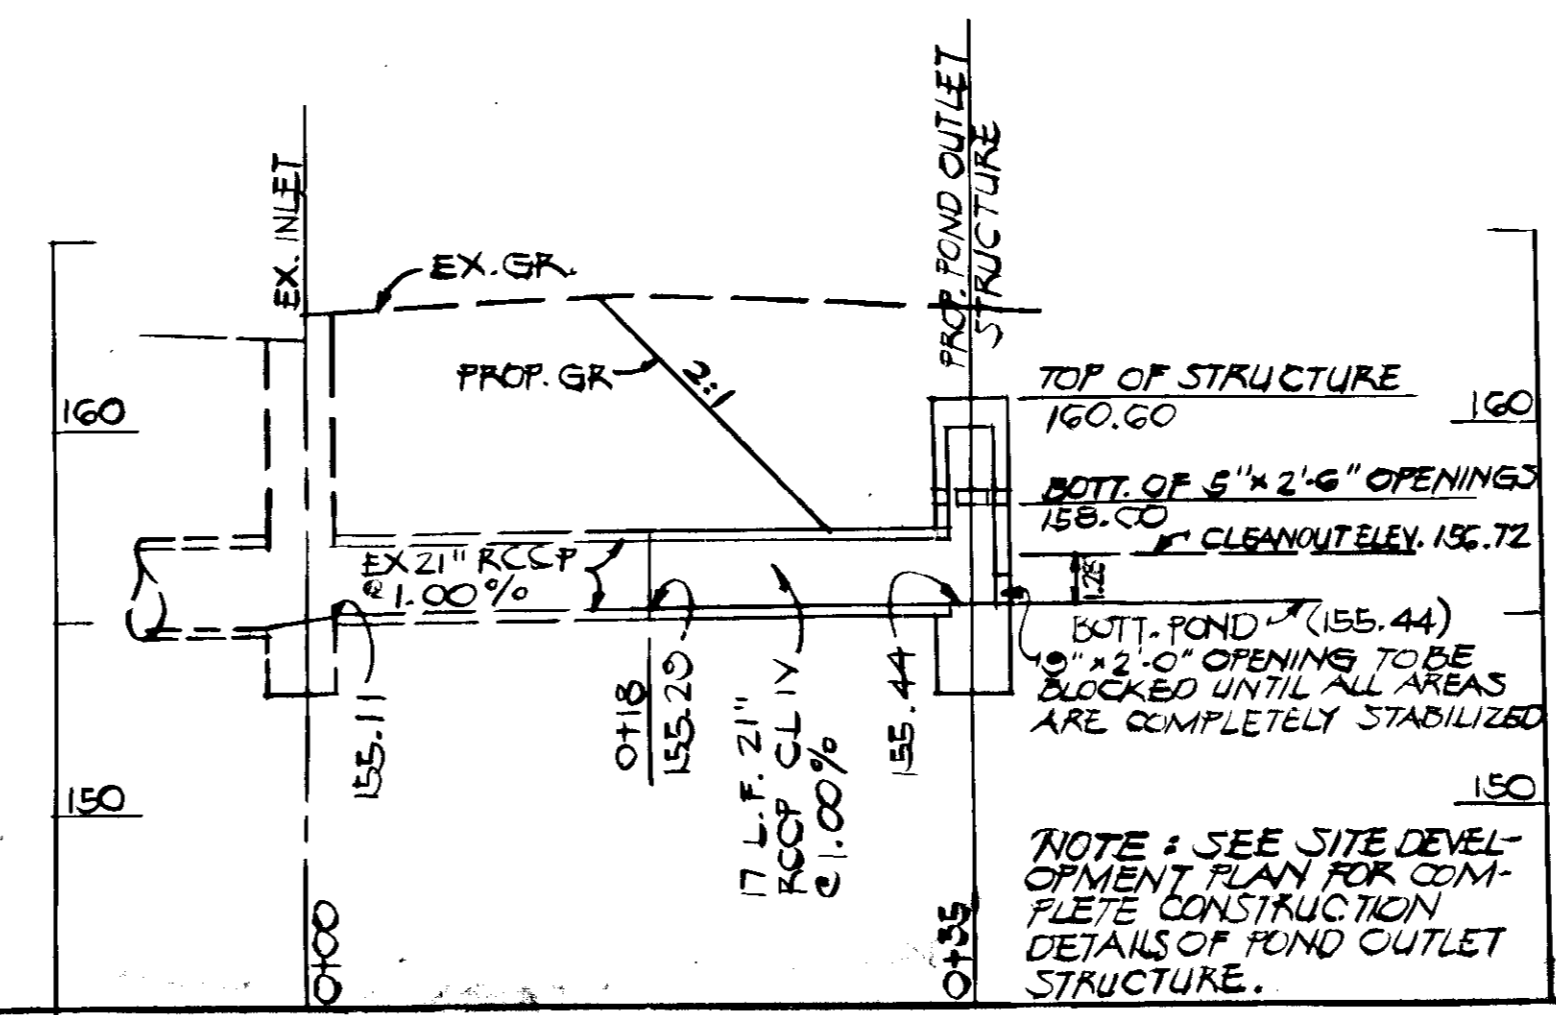 EX. INLET
PROP. POND OUTLET
STRUCTURE
EX. GR.
PROP. GR
2:1
TOP OF STRUCTURE
160.60
160
160
BOTT. OF 5" x 2'-6" OPENINGS
158.00
CLEANOUT ELEV. 156.72
1.28
EX 21" RCCP
@ 1.00%
BOTT. POND (155.44)
"x 2'-0" OPENING TO BE
BLOCKED UNTIL ALL AREAS
ARE COMPLETELY STABILIZED
155.11
0+18
155.29
17 L.F. 21"
RCCP CL IV
@ 1.00%
155.44
150
150
NOTE: SEE SITE DEVEL-
OPMENT PLAN FOR COM-
PLETE CONSTRUCTION
DETAILS OF POND OUTLET
STRUCTURE.
0+00
0+35